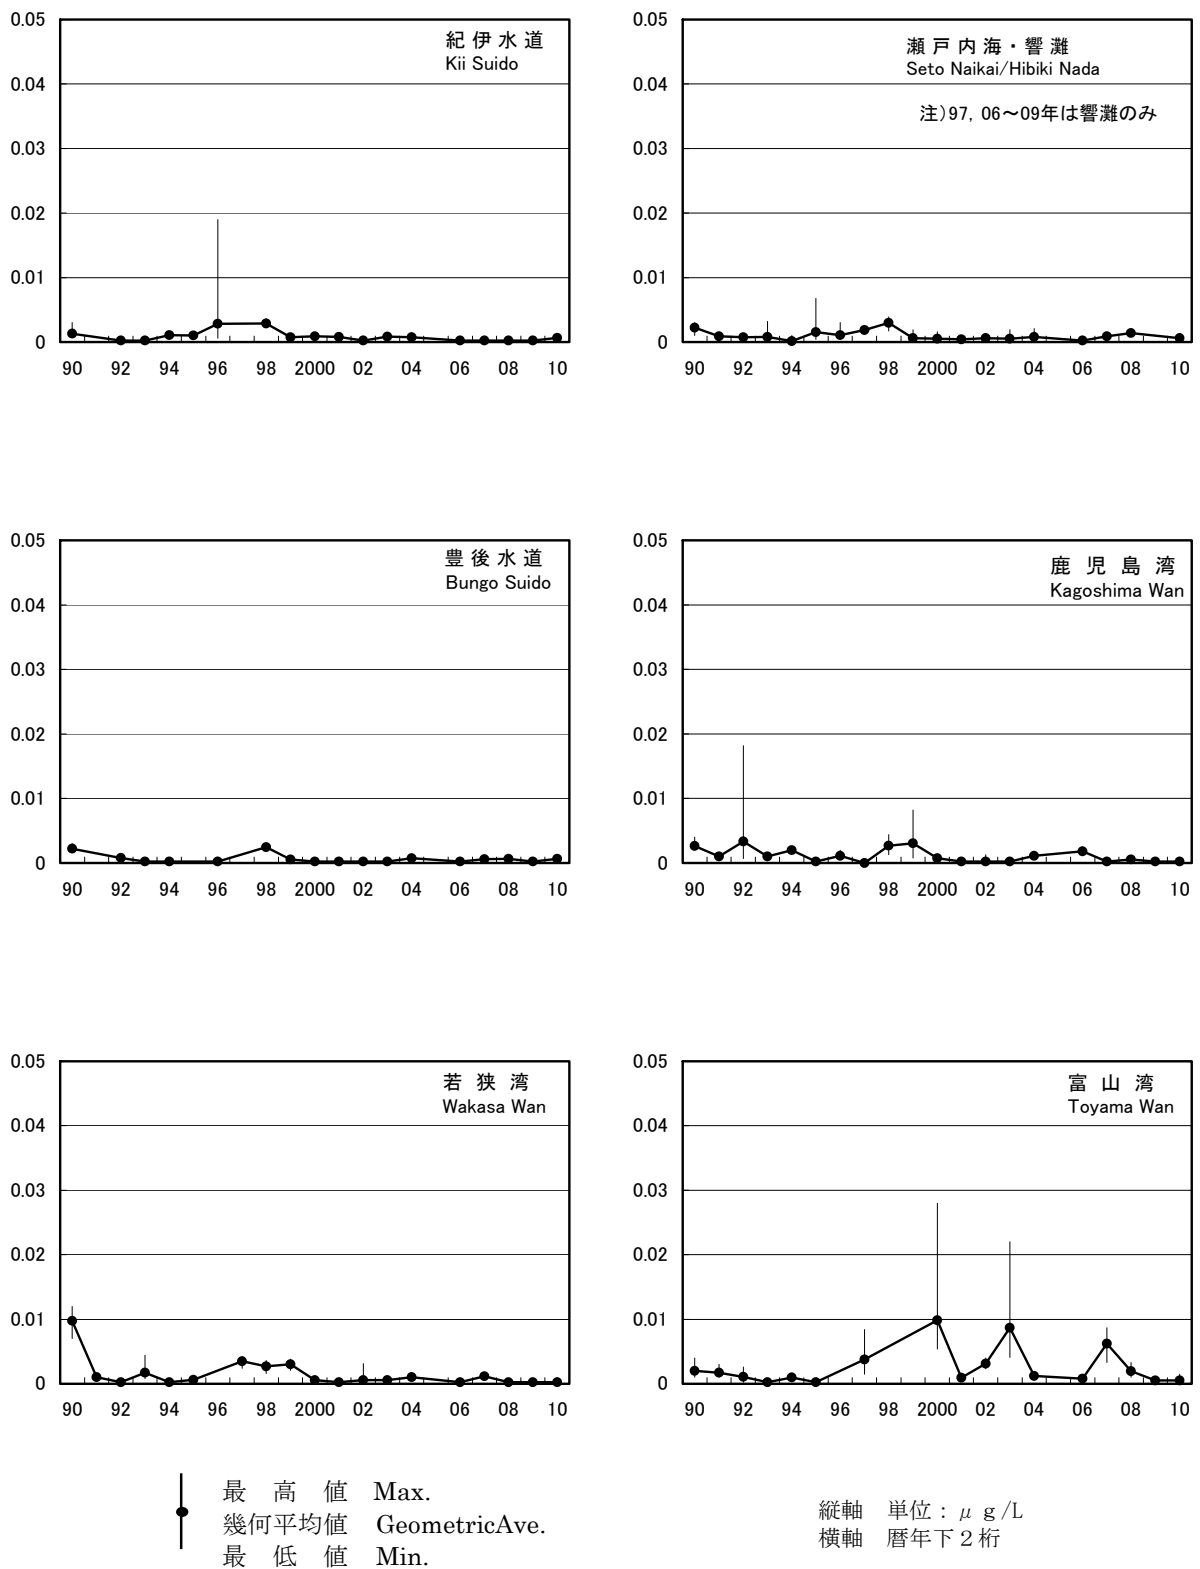 0.05
0.04
0.03
0.02
0.01
0
紀伊水道
Kii Suido
90 92 94 96 98 2000 02 04 06 08 10
0.05
0.04
0.03
0.02
0.01
0
瀬戸内海・響灘
Seto Naikai/Hibiki Nada
注)97, 06～09年は響灘のみ
90 92 94 96 98 2000 02 04 06 08 10
0.05
0.04
0.03
0.02
0.01
0
豊後水道
Bungo Suido
90 92 94 96 98 2000 02 04 06 08 10
0.05
0.04
0.03
0.02
0.01
0
鹿児島湾
Kagoshima Wan
90 92 94 96 98 2000 02 04 06 08 10
0.05
0.04
0.03
0.02
0.01
0
若狭湾
Wakasa Wan
90 92 94 96 98 2000 02 04 06 08 10
0.05
0.04
0.03
0.02
0.01
0
富山湾
Toyama Wan
90 92 94 96 98 2000 02 04 06 08 10
最高値 Max.
幾何平均値 GeometricAve.
最低値 Min.
縦軸 単位：μg/L
横軸 暦年下２桁